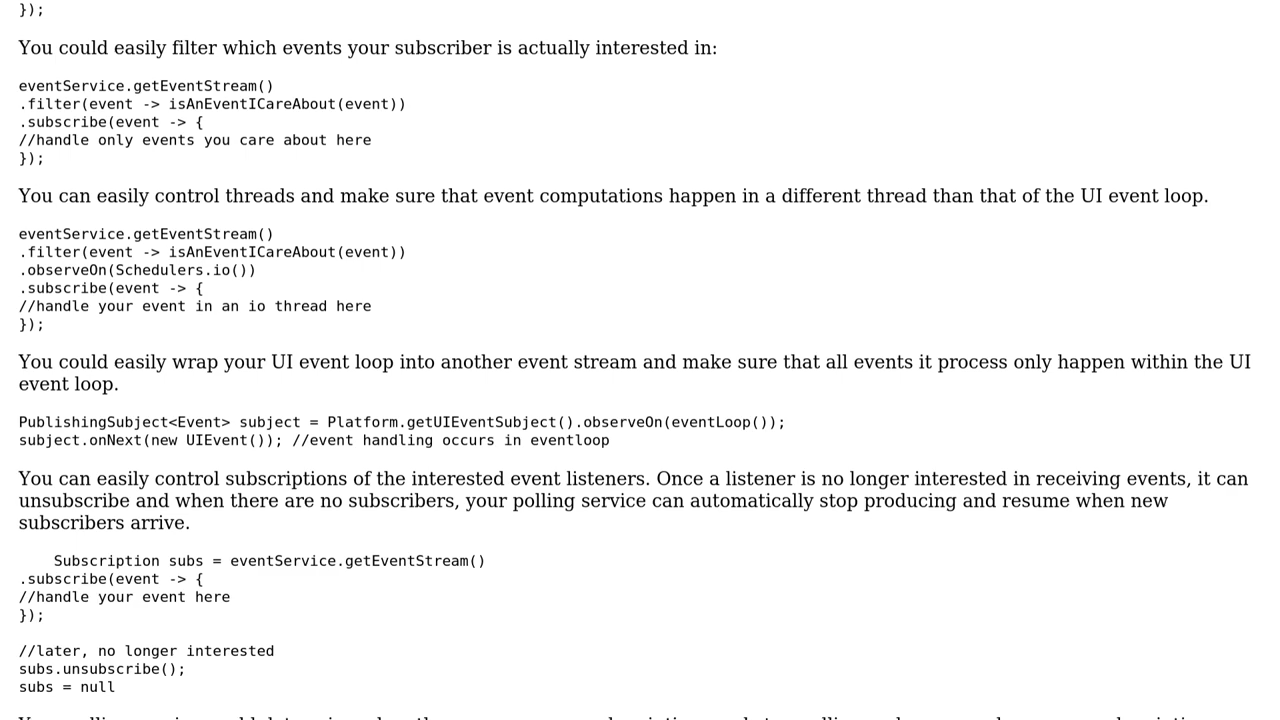 });
You could easily filter which events your subscriber is actually interested in:
eventService.getEventStream()
.filter(event -> isAnEventICareAbout(event))
.subscribe(event -> {
//handle only events you care about here
});
You can easily control threads and make sure that event computations happen in a different thread than that of the UI event loop.
eventService.getEventStream()
.filter(event -> isAnEventICareAbout(event))
.observeOn(Schedulers.io())
.subscribe(event -> {
//handle your event in an io thread here
});
You could easily wrap your UI event loop into another event stream and make sure that all events it process only happen within the UI
event loop.
PublishingSubject<Event> subject = Platform.getUIEventSubject().observeOn(eventLoop());
subject.onNext(new UIEvent()); //event handling occurs in eventloop
You can easily control subscriptions of the interested event listeners. Once a listener is no longer interested in receiving events, it can
unsubscribe and when there are no subscribers, your polling service can automatically stop producing and resume when new
subscribers arrive.
    Subscription subs = eventService.getEventStream()
.subscribe(event -> {
//handle your event here
});
//later, no longer interested
subs.unsubscribe();
subs = null